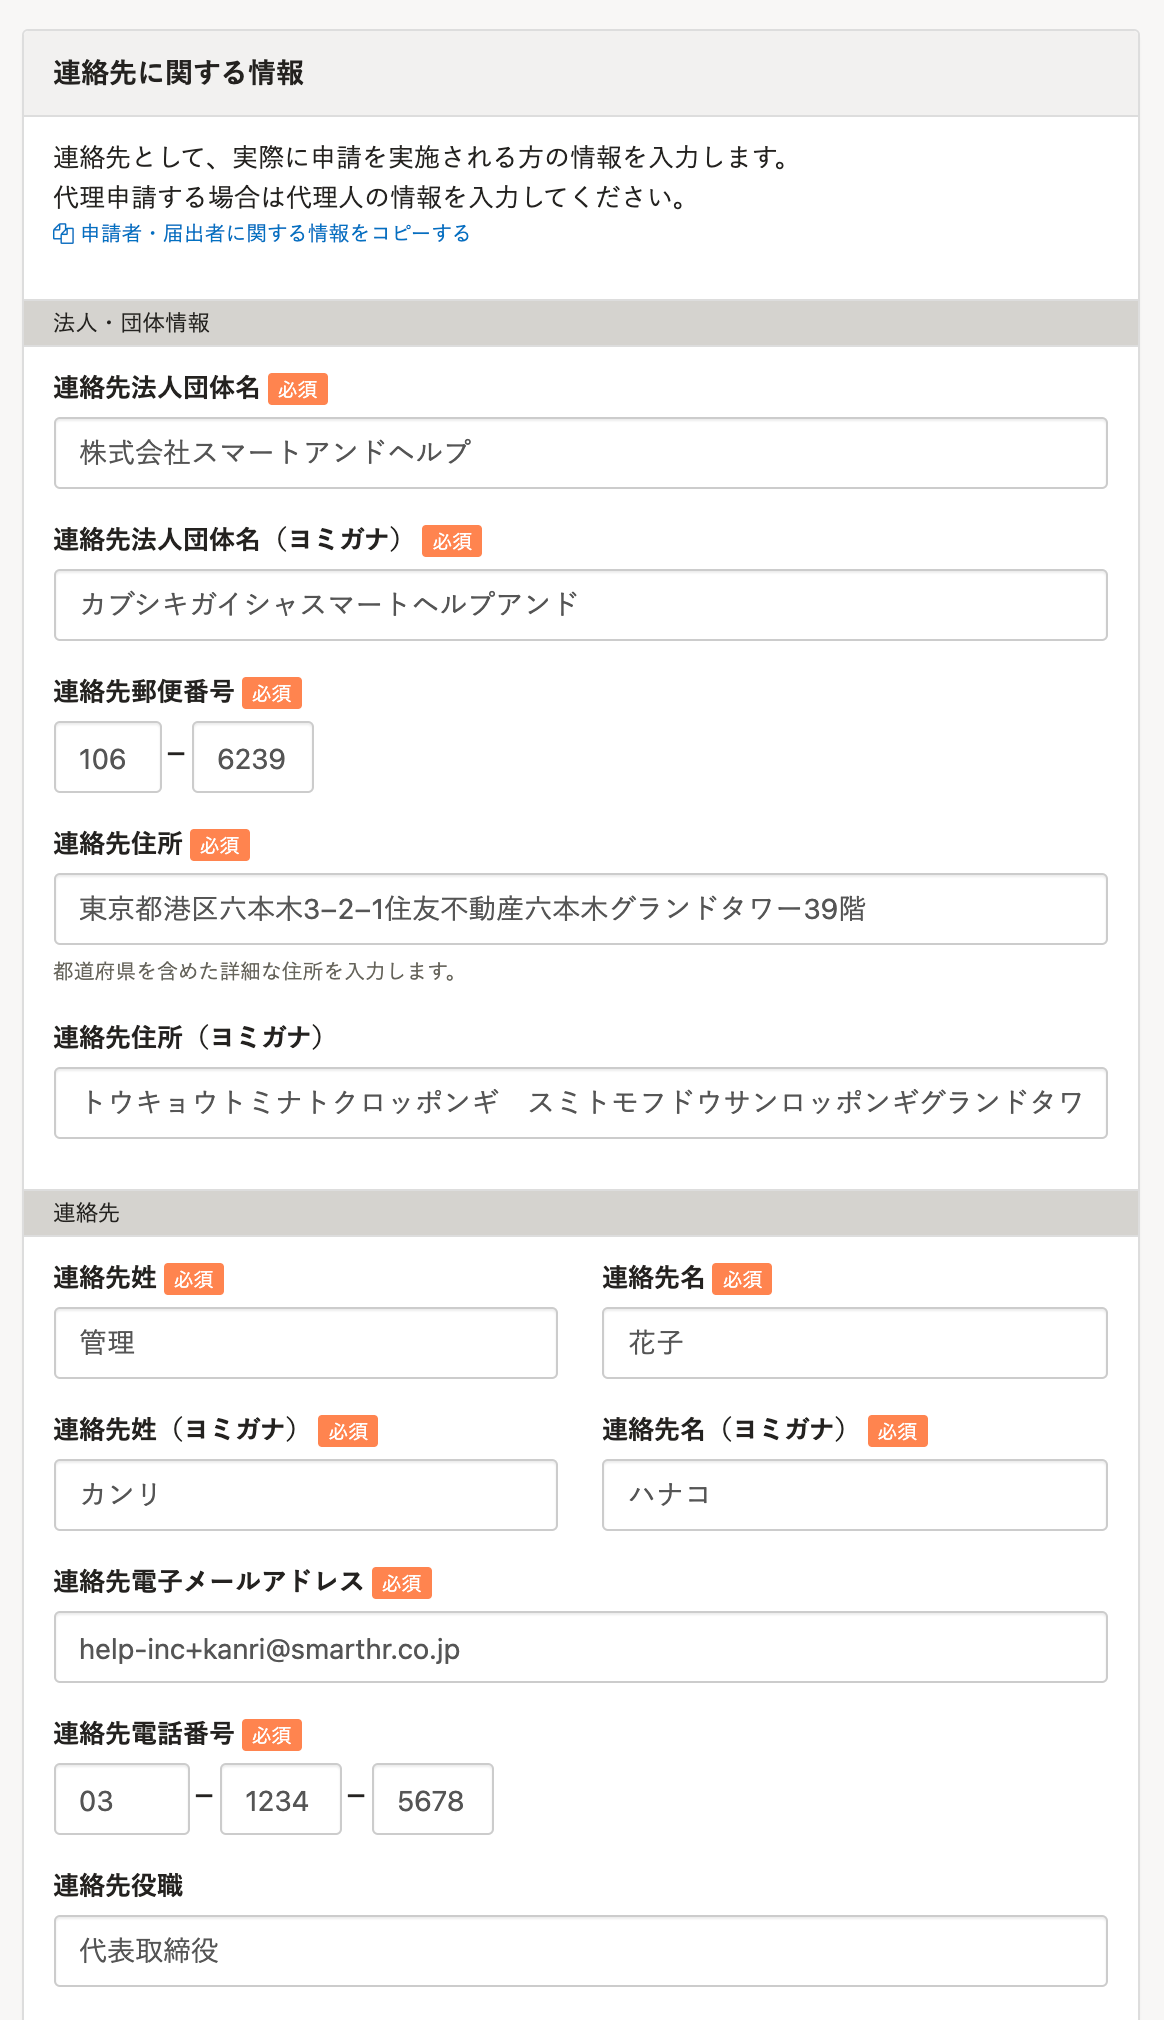 連絡先に関する情報
連絡先として、実際に申請を実施される方の情報を入力します。
代理申請する場合は代理人の情報を入力してください。
申請者・届出者に関する情報をコピーする
法人・団体情報
連絡先法人団体名 必須
株式会社スマートアンドヘルプ
連絡先法人団体名（ヨミガナ） 必須
カブシキガイシャスマートヘルプアンド
連絡先郵便番号 必須
106 – 6239
連絡先住所 必須
東京都港区六本木3−2−1住友不動産六本木グランドタワー39階
都道府県を含めた詳細な住所を入力します。
連絡先住所（ヨミガナ）
トウキョウトミナトクロッポンギ　スミトモフドウサンロッポンギグランドタワ
連絡先
連絡先姓 必須 連絡先名 必須
管理 花子
連絡先姓（ヨミガナ） 必須 連絡先名（ヨミガナ） 必須
カンリ ハナコ
連絡先電子メールアドレス 必須
help-inc+kanri@smarthr.co.jp
連絡先電話番号 必須
03 – 1234 – 5678
連絡先役職
代表取締役